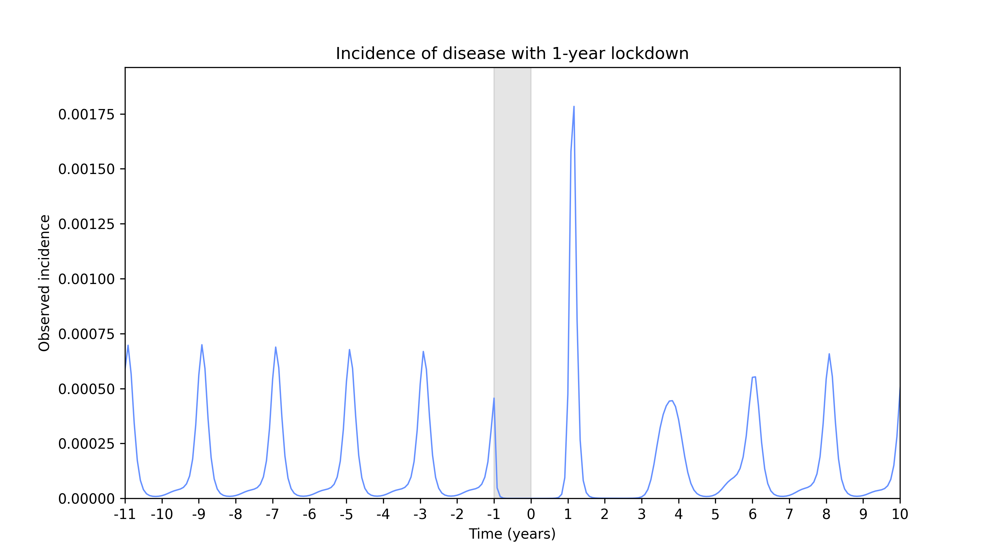 Incidence of disease with 1-year lockdown
Observed incidence
0.00175
0.00150
0.00125
0.00100
0.00075
0.00050
0.00025
0.00000
-11 -10 -9 -8 -7 -6 -5 -4 -3 -2 -1 0 1 2 3 4 5 6 7 8 9 10
Time (years)